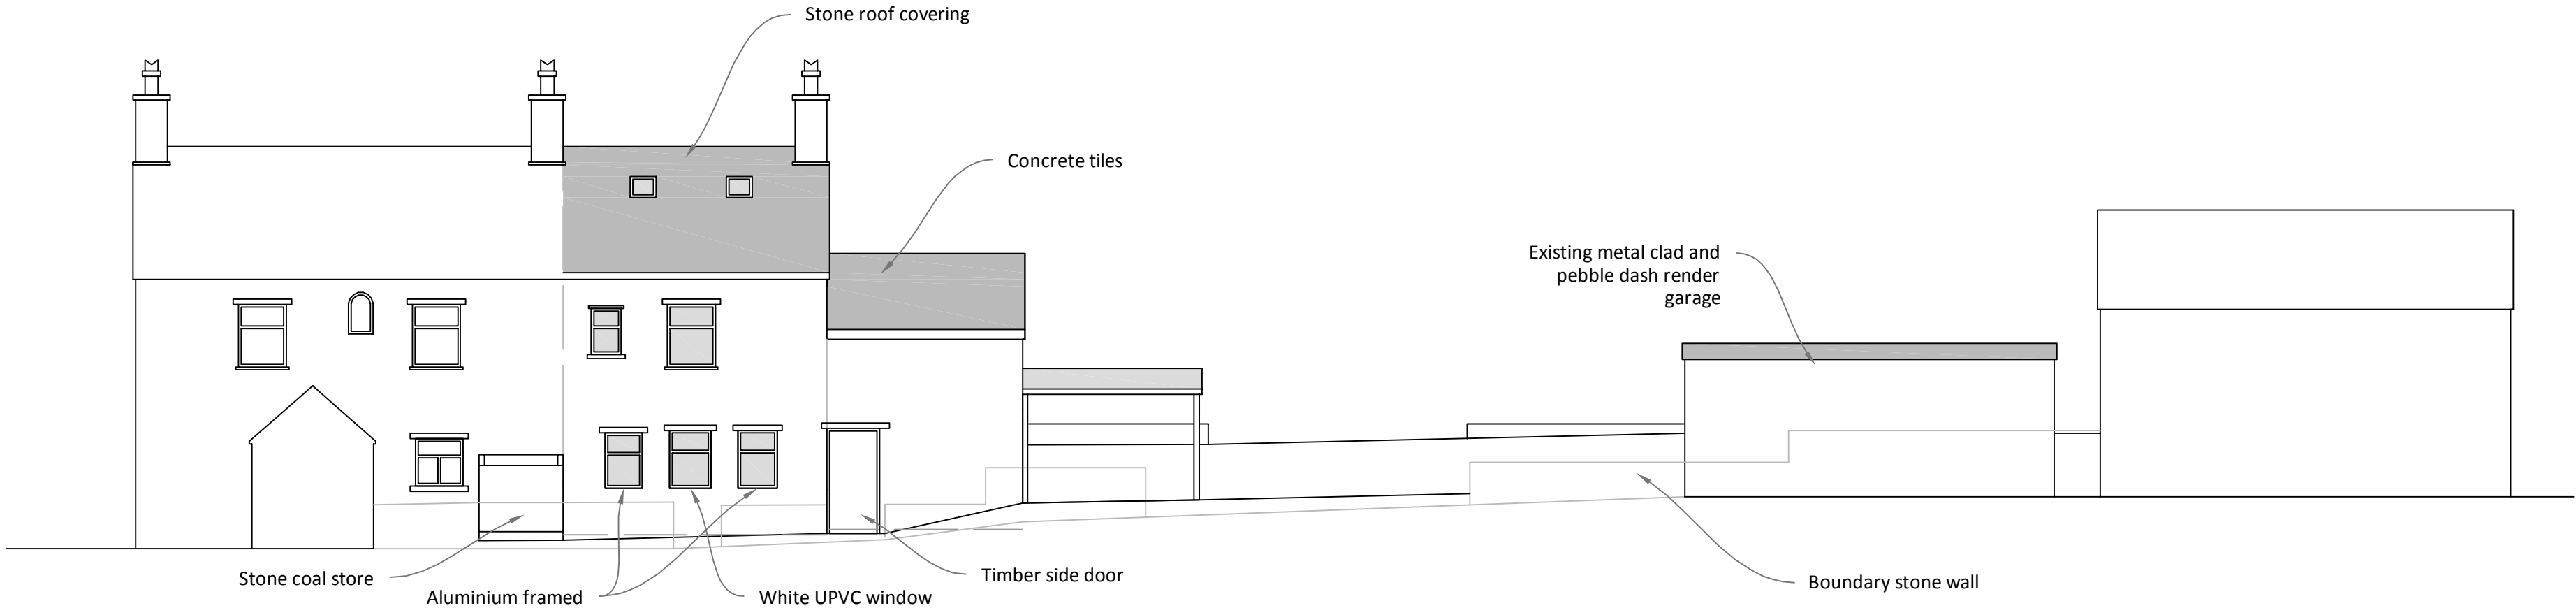 Stone roof covering
Concrete tiles
Existing metal clad and
pebble dash render
garage
Stone coal store
Aluminium framed
White UPVC window
Timber side door
Boundary stone wall